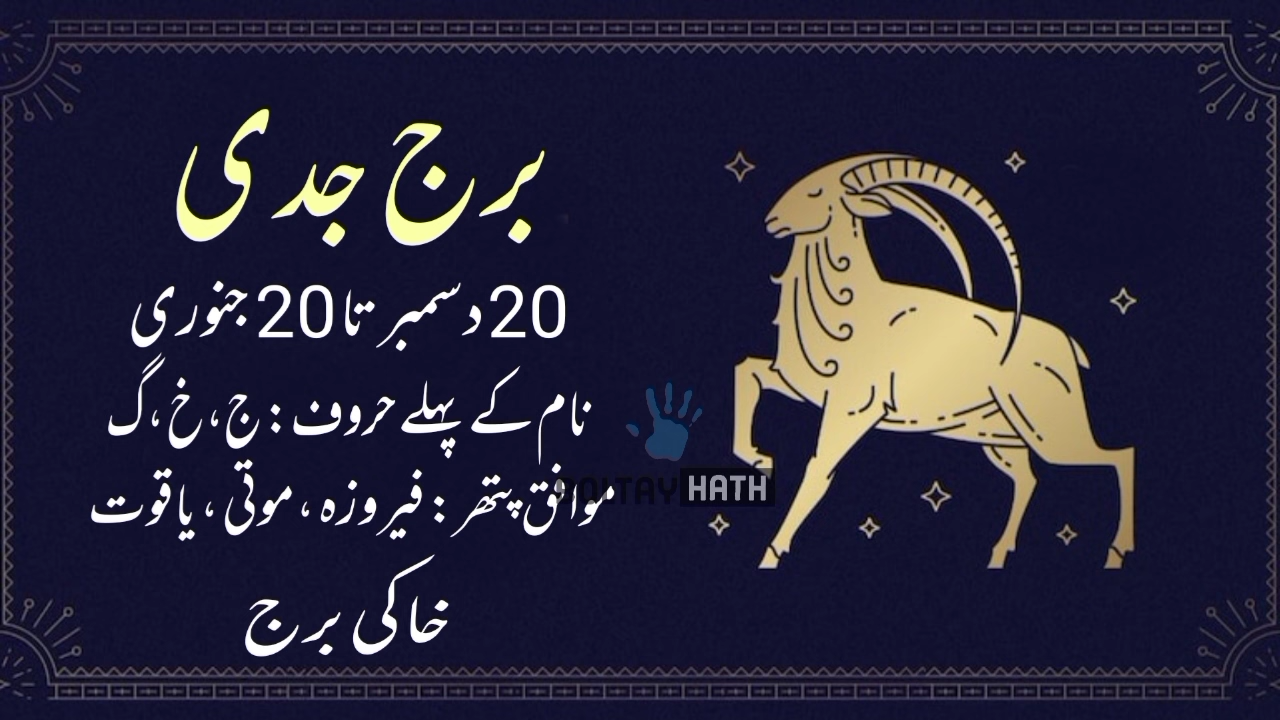 برج جدی
20 دسمبر تا 20 جنوری
نام کے پہلے حروف : ج، خ، گ
موافق پتھر : فیروزہ، موتی، یاقوت
BOLTAY HATH
خاکی برج